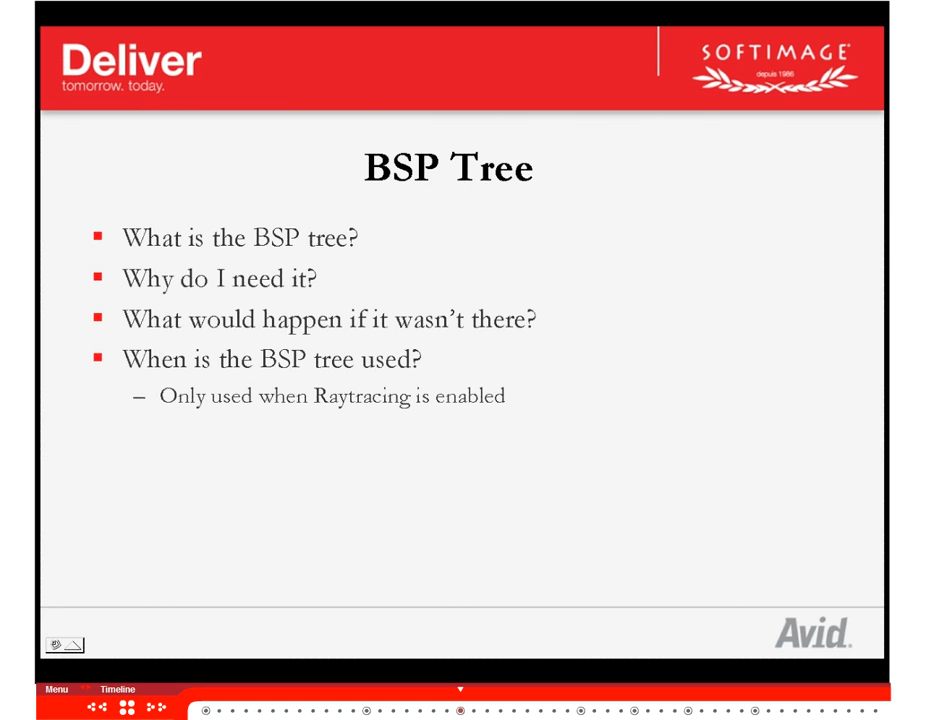 Deliver
tomorrow. today.
SOFTIMAGE®
depuis 1986
BSP Tree
▪ What is the BSP tree?
▪ Why do I need it?
▪ What would happen if it wasn't there?
▪ When is the BSP tree used?
– Only used when Raytracing is enabled
Avid.
Menu Timeline